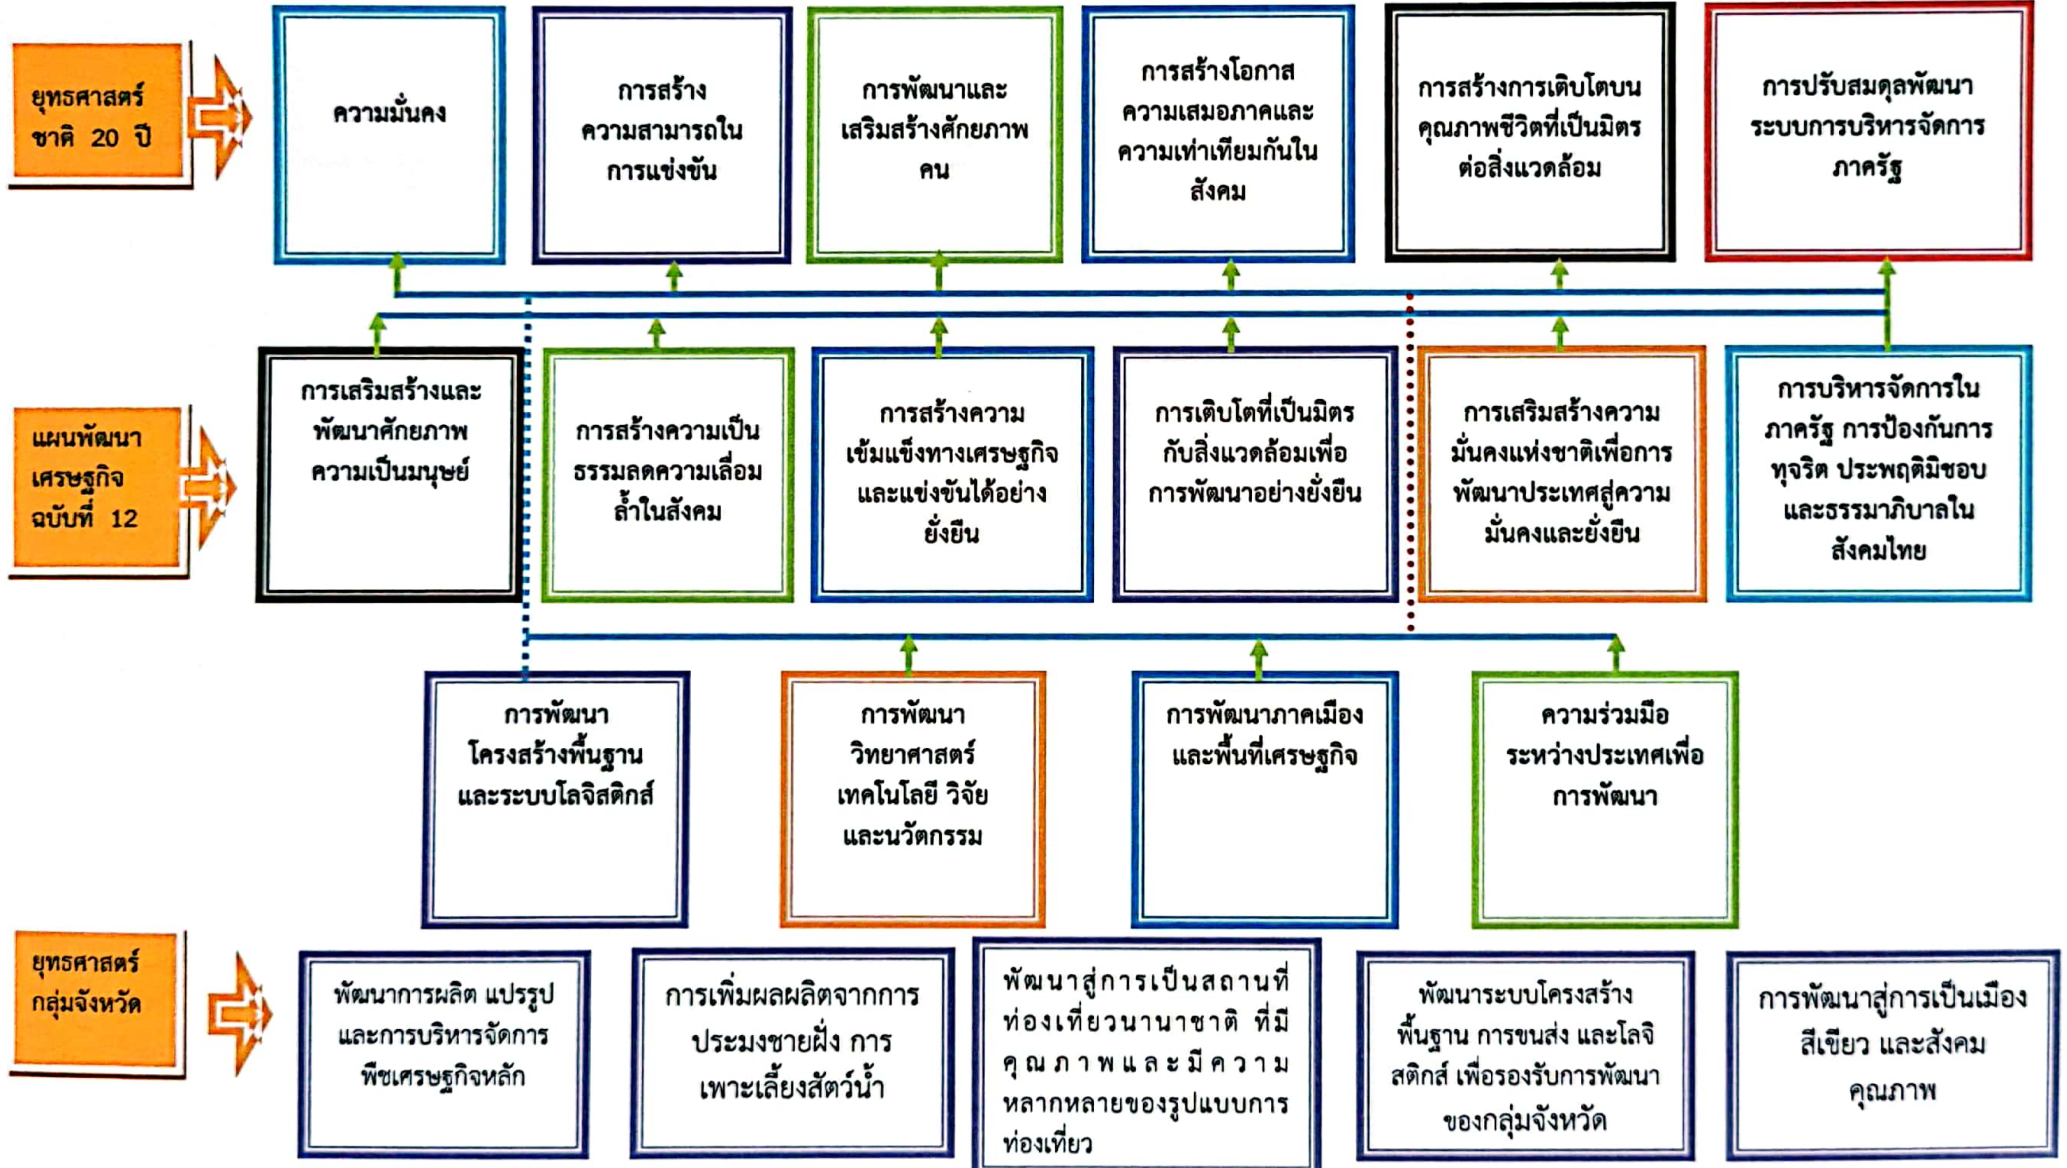 ยุทธศาสตร์
ชาติ 20 ปี
ความมั่นคง
การสร้าง
ความสามารถใน
การแข่งขัน
การพัฒนาและ
เสริมสร้างศักยภาพ
คน
การสร้างโอกาส
ความเสมอภาคและ
ความเท่าเทียมกันใน
สังคม
การสร้างการเติบโตบน
คุณภาพชีวิตที่เป็นมิตร
ต่อสิ่งแวดล้อม
การปรับสมดุลพัฒนา
ระบบการบริหารจัดการ
ภาครัฐ
แผนพัฒนา
เศรษฐกิจ
ฉบับที่ 12
การเสริมสร้างและ
พัฒนาศักยภาพ
ความเป็นมนุษย์
การสร้างความเป็น
ธรรมลดความเลื่อม
ล้ำในสังคม
การสร้างความ
เข้มแข็งทางเศรษฐกิจ
และแข่งขันได้อย่าง
ยั่งยืน
การเติบโตที่เป็นมิตร
กับสิ่งแวดล้อมเพื่อ
การพัฒนาอย่างยั่งยืน
การเสริมสร้างความ
มั่นคงแห่งชาติเพื่อการ
พัฒนาประเทศสู่ความ
มั่นคงและยั่งยืน
การบริหารจัดการใน
ภาครัฐ การป้องกันการ
ทุจริต ประพฤติมิชอบ
และธรรมาภิบาลใน
สังคมไทย
การพัฒนา
โครงสร้างพื้นฐาน
และระบบโลจิสติกส์
การพัฒนา
วิทยาศาสตร์
เทคโนโลยี วิจัย
และนวัตกรรม
การพัฒนาภาคเมือง
และพื้นที่เศรษฐกิจ
ความร่วมมือ
ระหว่างประเทศเพื่อ
การพัฒนา
ยุทธศาสตร์
กลุ่มจังหวัด
พัฒนาการผลิต แปรรูป
และการบริหารจัดการ
พืชเศรษฐกิจหลัก
การเพิ่มผลผลิตจากการ
ประมงชายฝั่ง การ
เพาะเลี้ยงสัตว์น้ำ
พัฒนาสู่การเป็นสถานที่
ท่องเที่ยวนานาชาติ ที่มี
คุณภาพและมีความ
หลากหลายของรูปแบบการ
ท่องเที่ยว
พัฒนาระบบโครงสร้าง
พื้นฐาน การขนส่ง และโลจิ
สติกส์ เพื่อรองรับการพัฒนา
ของกลุ่มจังหวัด
การพัฒนาสู่การเป็นเมือง
สีเขียว และสังคม
คุณภาพ